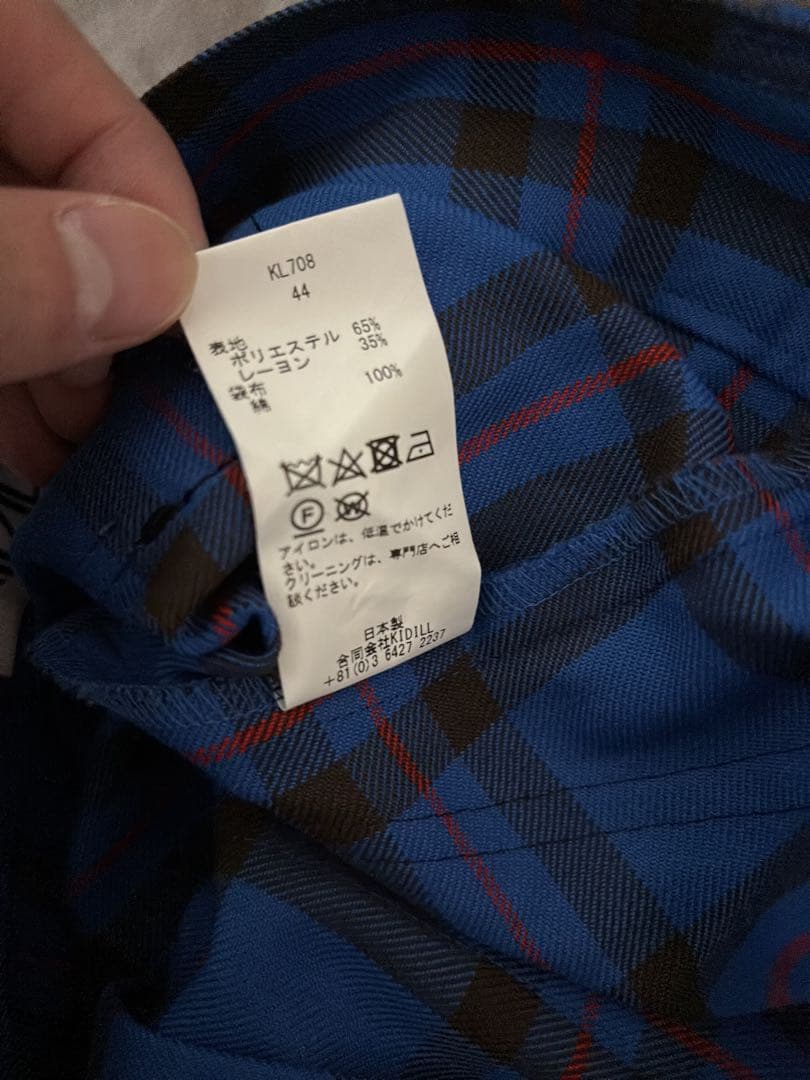 KL708
44
表地
ポリエステル 65%
レーヨン 35%
袋布
綿 100%
F
W
アイロンは、低温でかけてくだ
さい。
クリーニングは、専門店へご相
談ください。
日本製
合同会社KIDILL
+81(0)3 6427 2237